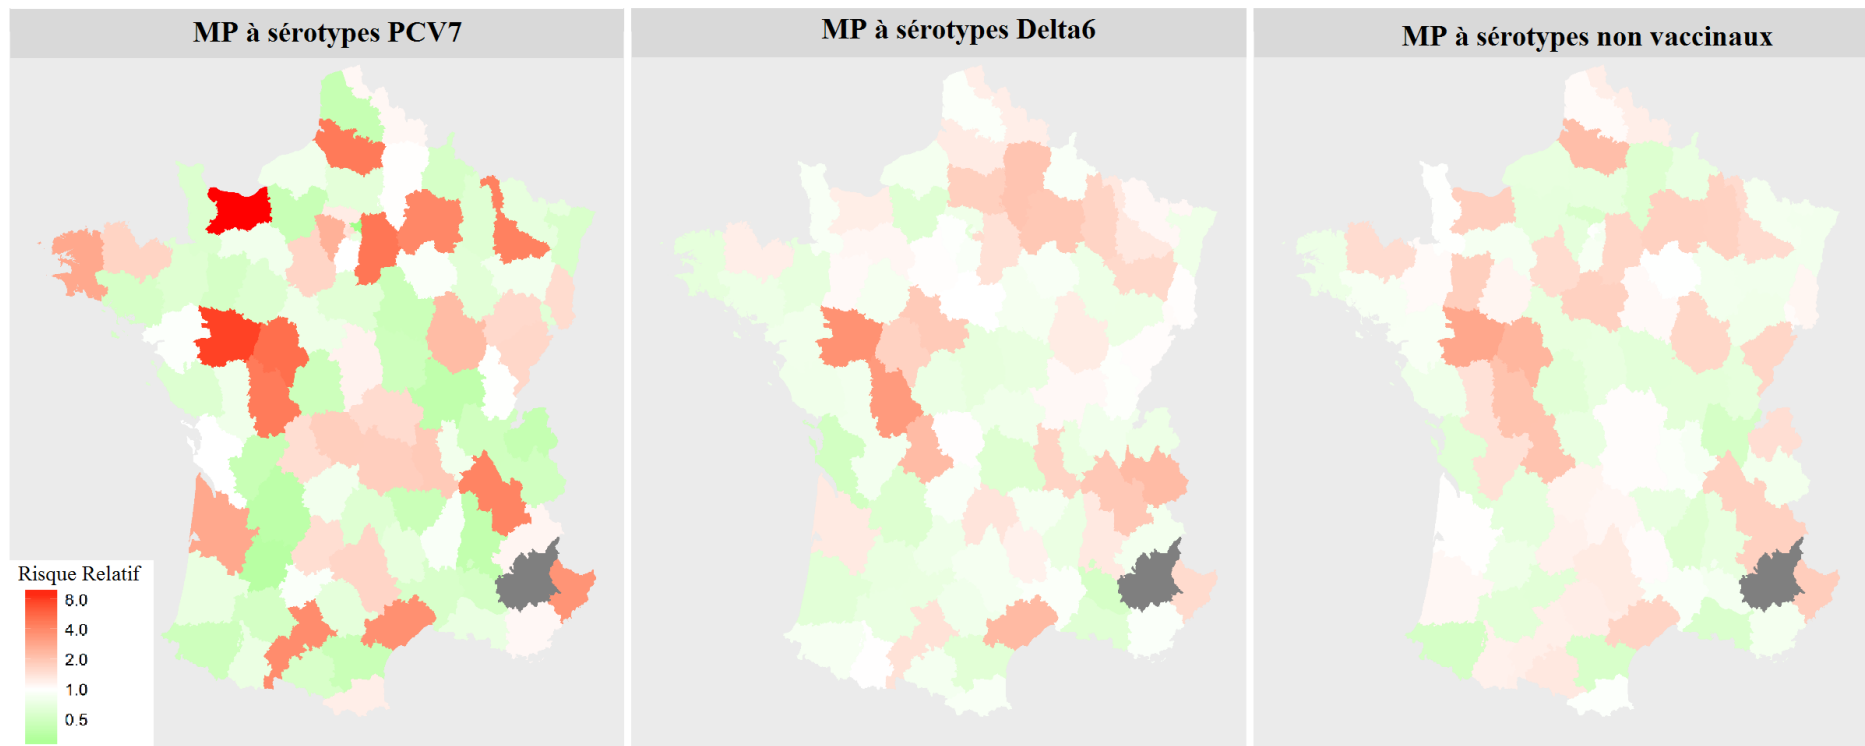 MP à sérotypes PCV7
MP à sérotypes Delta6
MP à sérotypes non vaccinaux
Risque Relatif
8.0
4.0
2.0
1.0
0.5